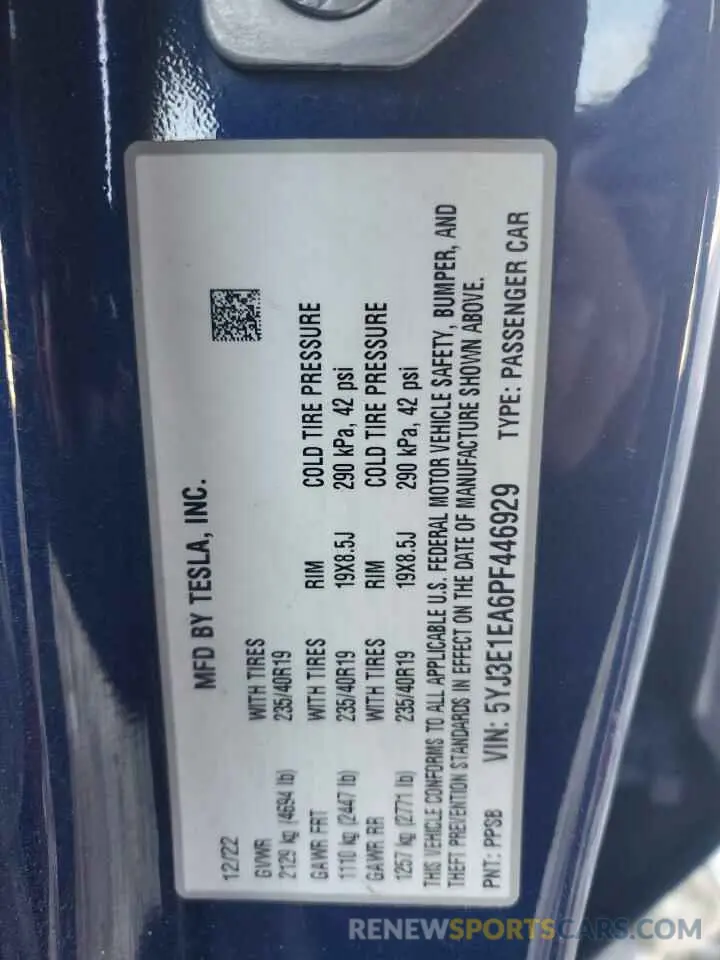 MFD BY TESLA, INC.
12/22
GVWR WITH TIRES
2129 kg (4694 lb) 235/40R19
GAWR FRT WITH TIRES RIM COLD TIRE PRESSURE
1110 kg (2447 lb) 235/40R19 19X8.5J 290 kPa, 42 psi
GAWR RR WITH TIRES RIM COLD TIRE PRESSURE
1257 kg (2771 lb) 235/40R19 19X8.5J 290 kPa, 42 psi
THIS VEHICLE CONFORMS TO ALL APPLICABLE U.S. FEDERAL MOTOR VEHICLE SAFETY, BUMPER, AND
THEFT PREVENTION STANDARDS IN EFFECT ON THE DATE OF MANUFACTURE SHOWN ABOVE.
PNT: PPSB VIN: 5YJ3E1EA6PF446929 TYPE: PASSENGER CAR
RENEWSPORTSCARS.COM